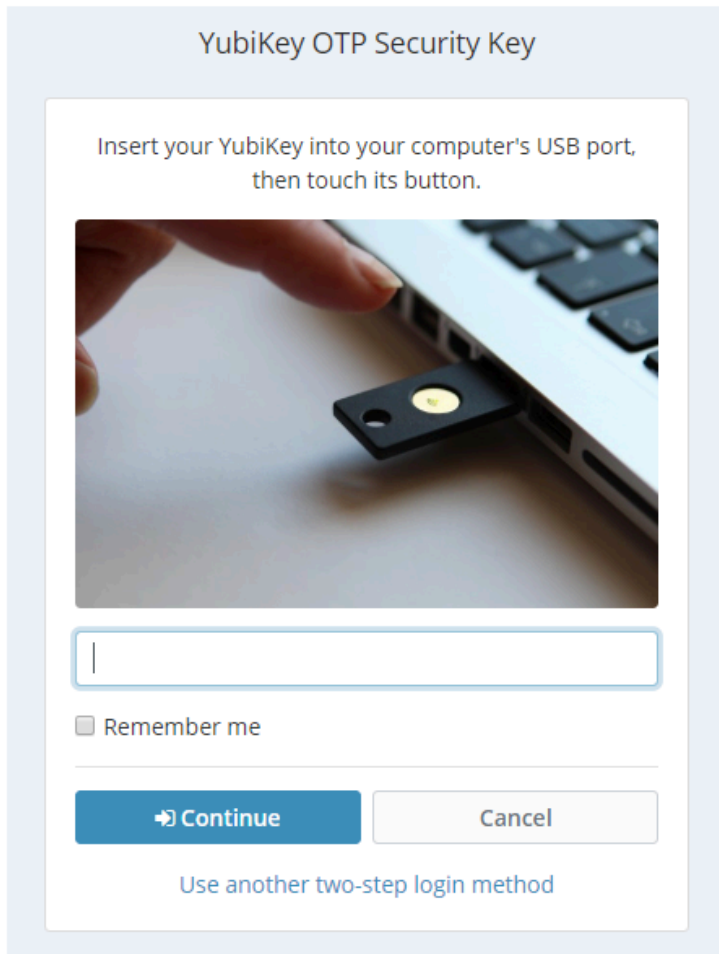 YubiKey OTP Security Key
Insert your YubiKey into your computer's USB port,
then touch its button.
Remember me
Continue
Cancel
Use another two-step login method